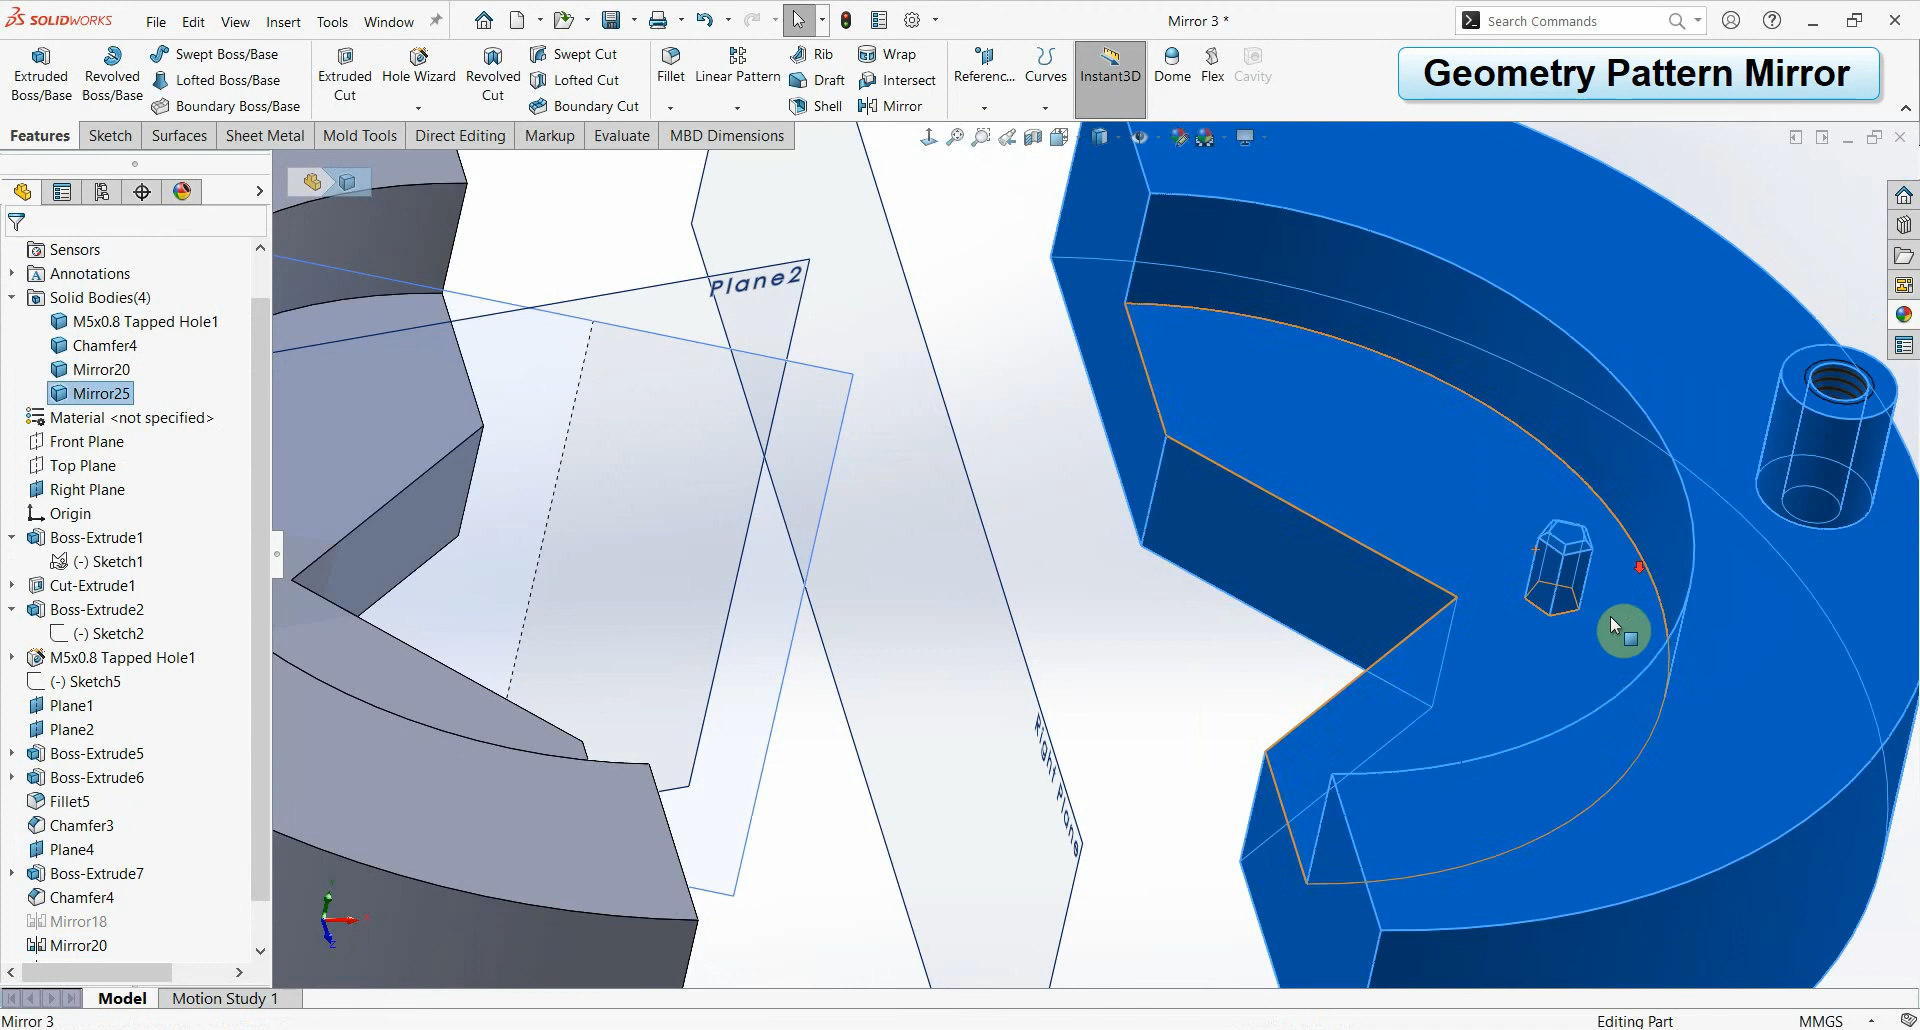 SOLIDWORKS File Edit View Insert Tools Window Mirror 3 * Search Commands
Extruded Boss/Base Revolved Boss/Base Swept Boss/Base Lofted Boss/Base Boundary Boss/Base Extruded Cut Hole Wizard Revolved Cut Swept Cut Lofted Cut Boundary Cut Fillet Linear Pattern Rib Draft Shell Wrap Intersect Mirror Referenc... Curves Instant3D Dome Flex Cavity
Geometry Pattern Mirror
Features Sketch Surfaces Sheet Metal Mold Tools Direct Editing Markup Evaluate MBD Dimensions
Sensors
Annotations
Solid Bodies(4)
M5x0.8 Tapped Hole1
Chamfer4
Mirror20
Mirror25
Material <not specified>
Front Plane
Top Plane
Right Plane
Origin
Boss-Extrude1
(-) Sketch1
Cut-Extrude1
Boss-Extrude2
(-) Sketch2
M5x0.8 Tapped Hole1
(-) Sketch5
Plane1
Plane2
Boss-Extrude5
Boss-Extrude6
Fillet5
Chamfer3
Plane4
Boss-Extrude7
Chamfer4
Mirror18
Mirror20
Plane2
Right Plane
Model Motion Study 1
Mirror 3 Editing Part MMGS